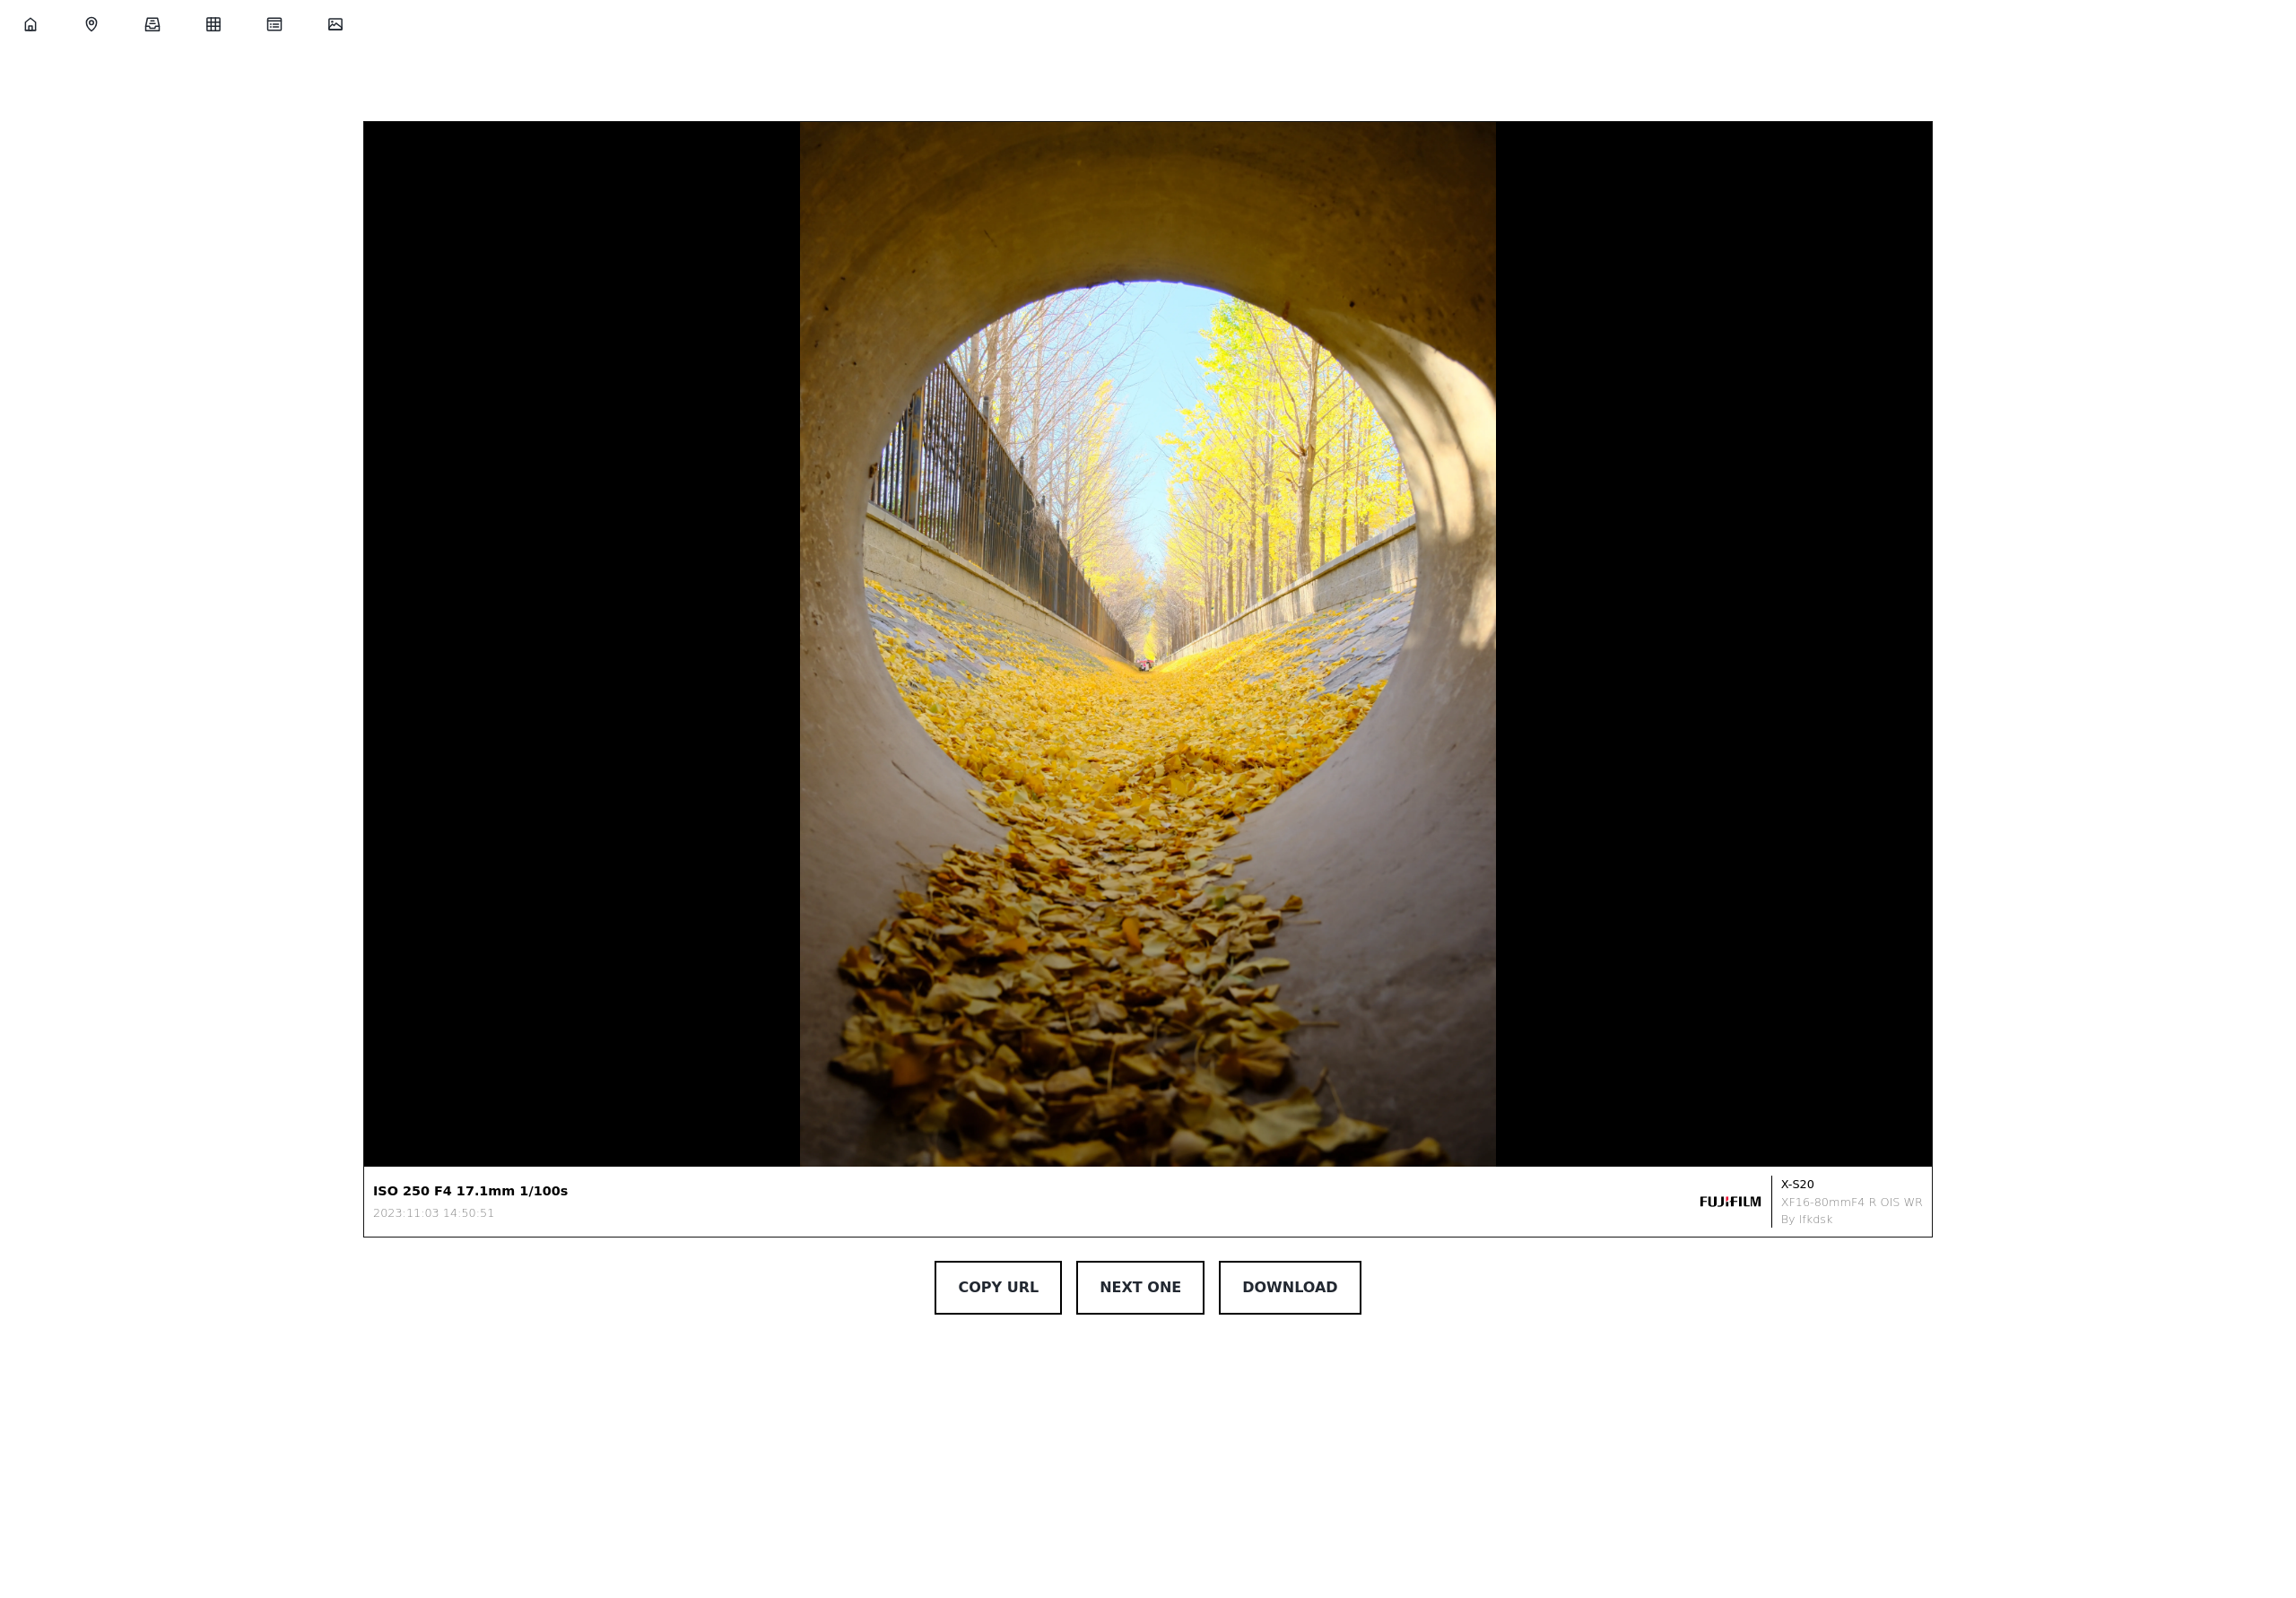 ISO 250 F4 17.1mm 1/100s
2023:11:03 14:50:51
FUJIFILM
X-S20
XF16-80mmF4 R OIS WR
By lfkdsk
COPY URL
NEXT ONE
DOWNLOAD